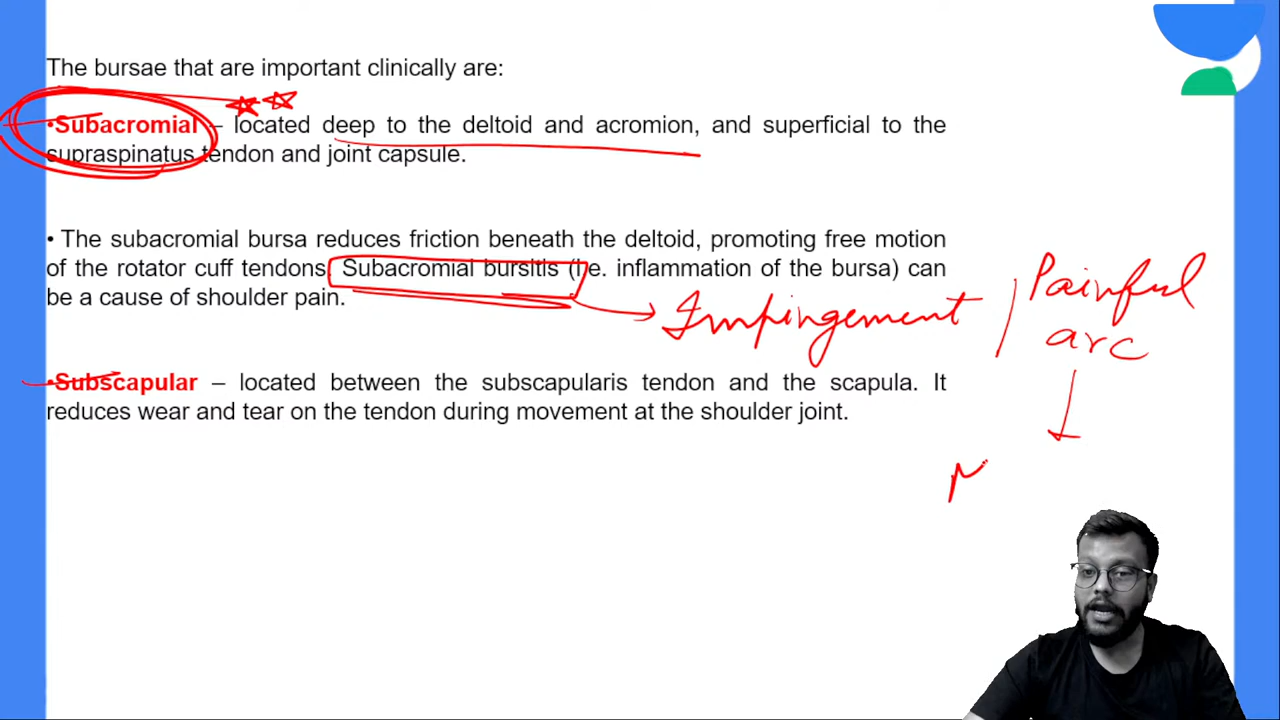 The bursae that are important clinically are:
•Subacromial – located deep to the deltoid and acromion, and superficial to the
supraspinatus tendon and joint capsule.
• The subacromial bursa reduces friction beneath the deltoid, promoting free motion
of the rotator cuff tendons. Subacromial bursitis (i.e. inflammation of the bursa) can
be a cause of shoulder pain.
Impingement / Painful
arc
•Subscapular – located between the subscapularis tendon and the scapula. It
reduces wear and tear on the tendon during movement at the shoulder joint.